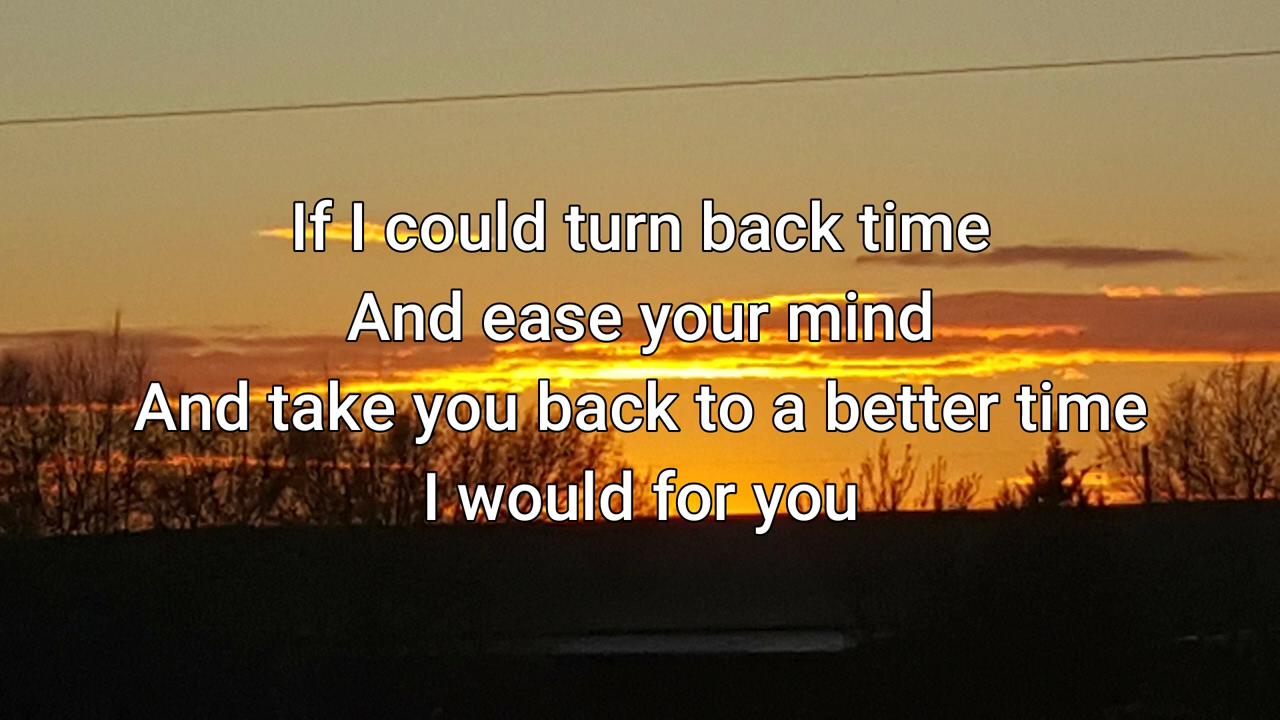 If I could turn back time
And ease your mind
And take you back to a better time
I would for you